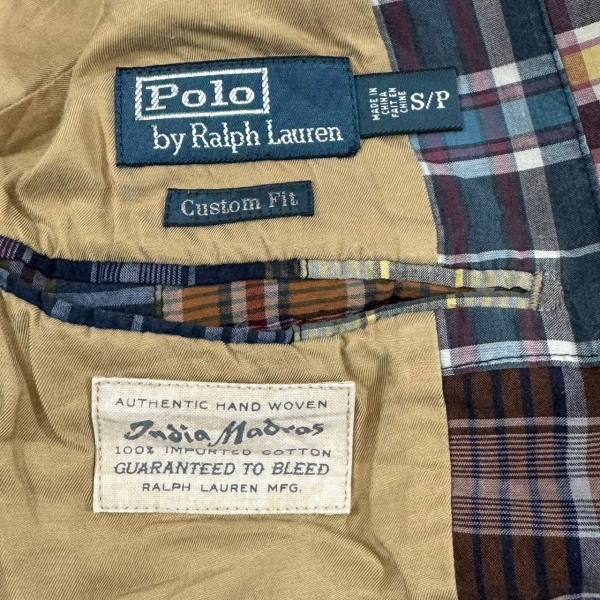 Polo
by Ralph Lauren
MADE IN
CHINA
FAIT EN
CHINE
S/P
Custom Fit
AUTHENTIC HAND WOVEN
India Madras
100% IMPORTED COTTON
GUARANTEED TO BLEED
RALPH LAUREN MFG.